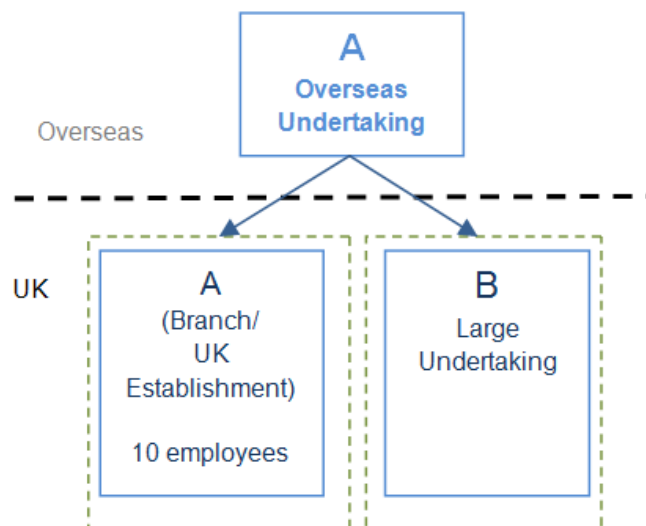 A
Overseas
Undertaking
Overseas
UK
A
(Branch/
UK
Establishment)
10 employees
B
Large
Undertaking